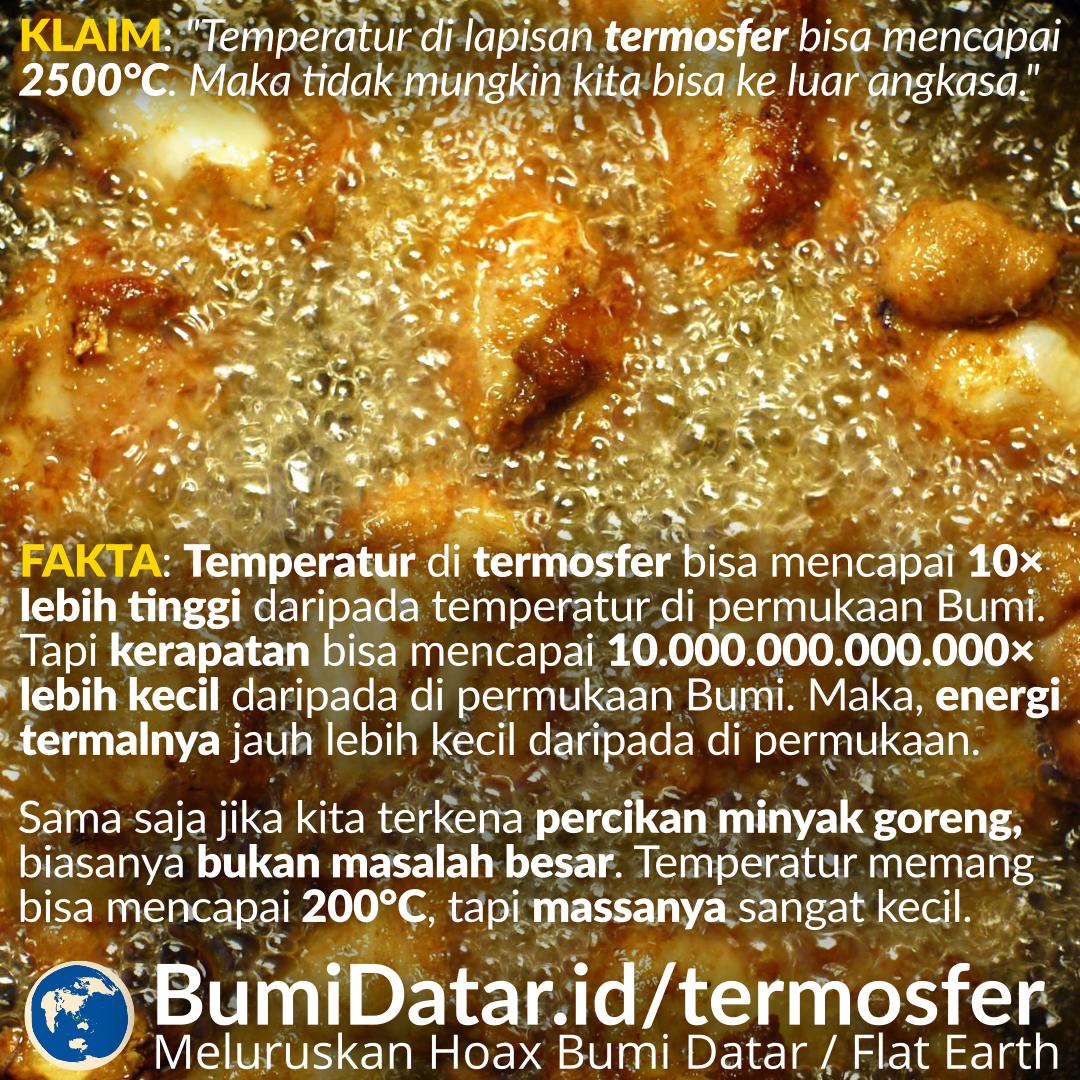 KLAIM: "Temperatur di lapisan termosfer bisa mencapai
2500°C. Maka tidak mungkin kita bisa ke luar angkasa."
FAKTA: Temperatur di termosfer bisa mencapai 10×
lebih tinggi daripada temperatur di permukaan Bumi.
Tapi kerapatan bisa mencapai 10.000.000.000.000×
lebih kecil daripada di permukaan Bumi. Maka, energi
termalnya jauh lebih kecil daripada di permukaan.
Sama saja jika kita terkena percikan minyak goreng,
biasanya bukan masalah besar. Temperatur memang
bisa mencapai 200°C, tapi massanya sangat kecil.
BumiDatar.id/termosfer
Meluruskan Hoax Bumi Datar / Flat Earth